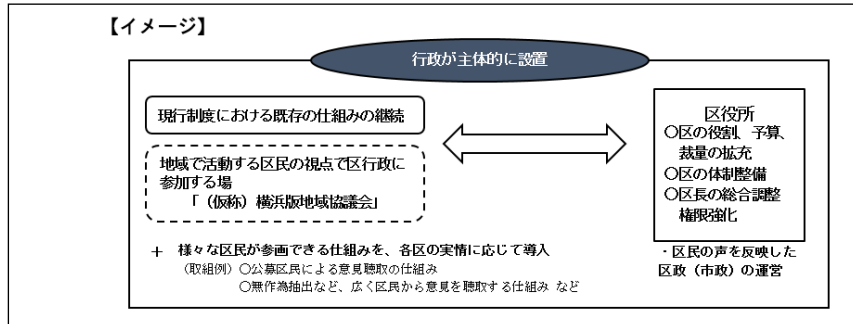 【イメージ】
行政が主体的に設置
現行制度における既存の仕組みの継続
地域で活動する区民の視点で区行政に
参加する場
「(仮称)横浜版地域協議会」
+ 様々な区民が参画できる仕組みを、各区の実情に応じて導入
(取組例)○公募区民による意見聴取の仕組み
○無作為抽出など、広く区民から意見を聴取する仕組み など
区役所
○区の役割、予算、
裁量の拡充
○区の体制整備
○区長の総合調整
権限強化
・区民の声を反映した
区政(市政)の運営